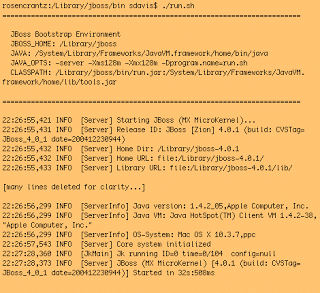 rosencrantz:/Library/jboss/bin sdavis$ ./run.sh
=========================================================================
JBoss Bootstrap Environment
JBOSS_HOME: /Library/jboss
JAVA: /System/Library/Frameworks/JavaVM.framework/home/bin/java
JAVA_OPTS: -server -Xms128m -Xmx128m -Dprogram.name=run.sh
CLASSPATH: /Library/jboss/bin/run.jar:/System/Library/Frameworks/JavaVM.
framework/home/lib/tools.jar
=========================================================================
22:26:55,421 INFO  [Server] Starting JBoss (MX MicroKernel)...
22:26:55,431 INFO  [Server] Release ID: JBoss [Zion] 4.0.1 (build: CVSTag=
JBoss_4_0_1 date=200412230944)
22:26:55,432 INFO  [Server] Home Dir: /Library/jboss-4.0.1
22:26:55,432 INFO  [Server] Home URL: file:/Library/jboss-4.0.1/
22:26:55,433 INFO  [Server] Library URL: file:/Library/jboss-4.0.1/lib/
[many lines deleted for clarity...]
22:26:56,299 INFO  [ServerInfo] Java version: 1.4.2_05,Apple Computer, Inc.
22:26:56,299 INFO  [ServerInfo] Java VM: Java HotSpot(TM) Client VM 1.4.2-38,
"Apple Computer, Inc."
22:26:56,299 INFO  [ServerInfo] OS-System: Mac OS X 10.3.7,ppc
22:26:57,543 INFO  [Server] Core system initialized
22:27:28,360 INFO  [JkMain] Jk running ID=0 time=0/104  config=null
22:27:28,373 INFO  [Server] JBoss (MX MicroKernel) [4.0.1 (build: CVSTag=
JBoss_4_0_1 date=200412230944)] Started in 32s:508ms